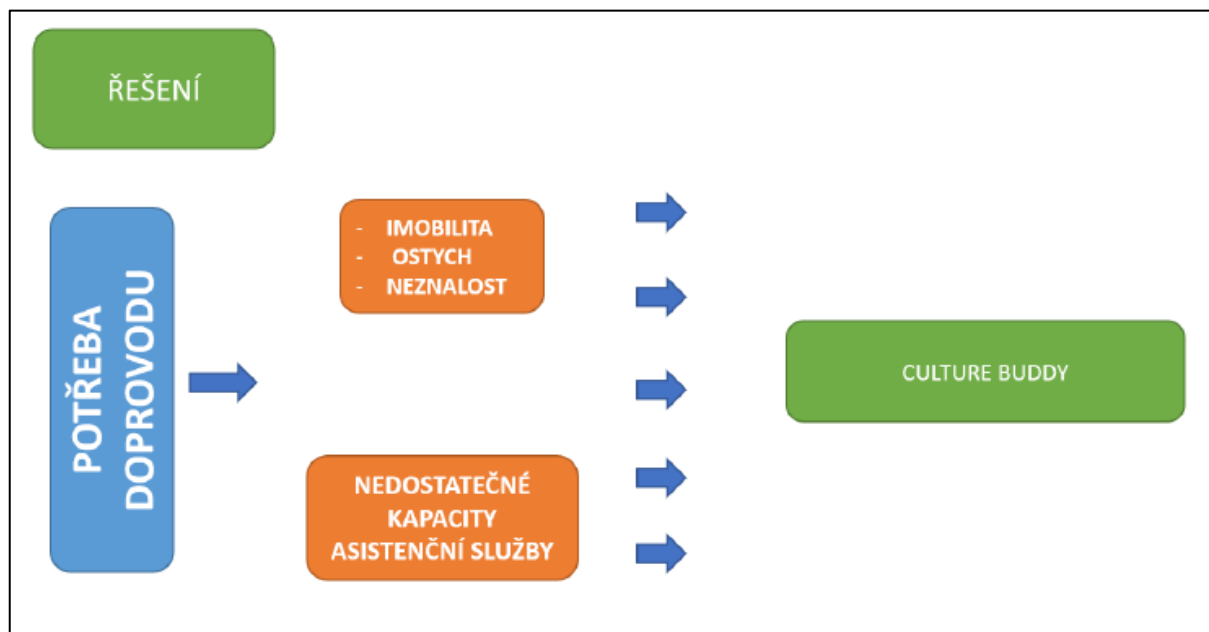 ŘEŠENÍ
POTŘEBA
DOPROVODU
- IMOBILITA
- OSTYCH
- NEZNALOST
NEDOSTATEČNÉ
KAPACITY
ASISTENČNÍ SLUŽBY
CULTURE BUDDY